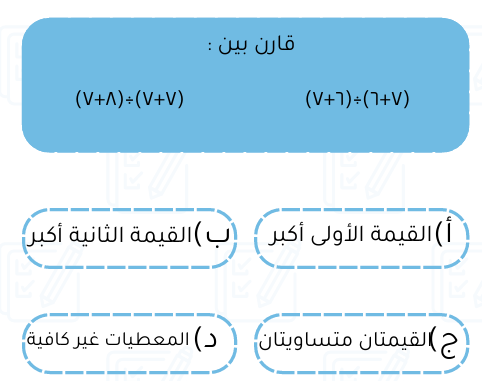 قارن بين :
(٧+٦)÷(٦+٧)
(٧+٨)÷(٧+٧)
أ) القيمة الأولى أكبر
ب) القيمة الثانية أكبر
ج) القيمتان متساويتان
د) المعطيات غير كافية